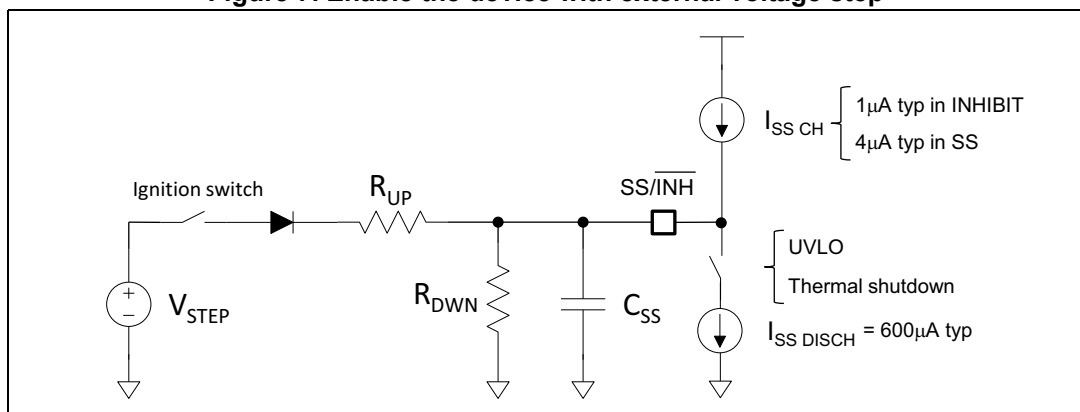 Figure Enable the device with external voltage step
I_SS CH
1µA typ in INHIBIT
4µA typ in SS
Ignition switch
R_UP
SS/INH
V_STEP
R_DWN
C_SS
UVLO
Thermal shutdown
I_SS DISCH = 600µA typ